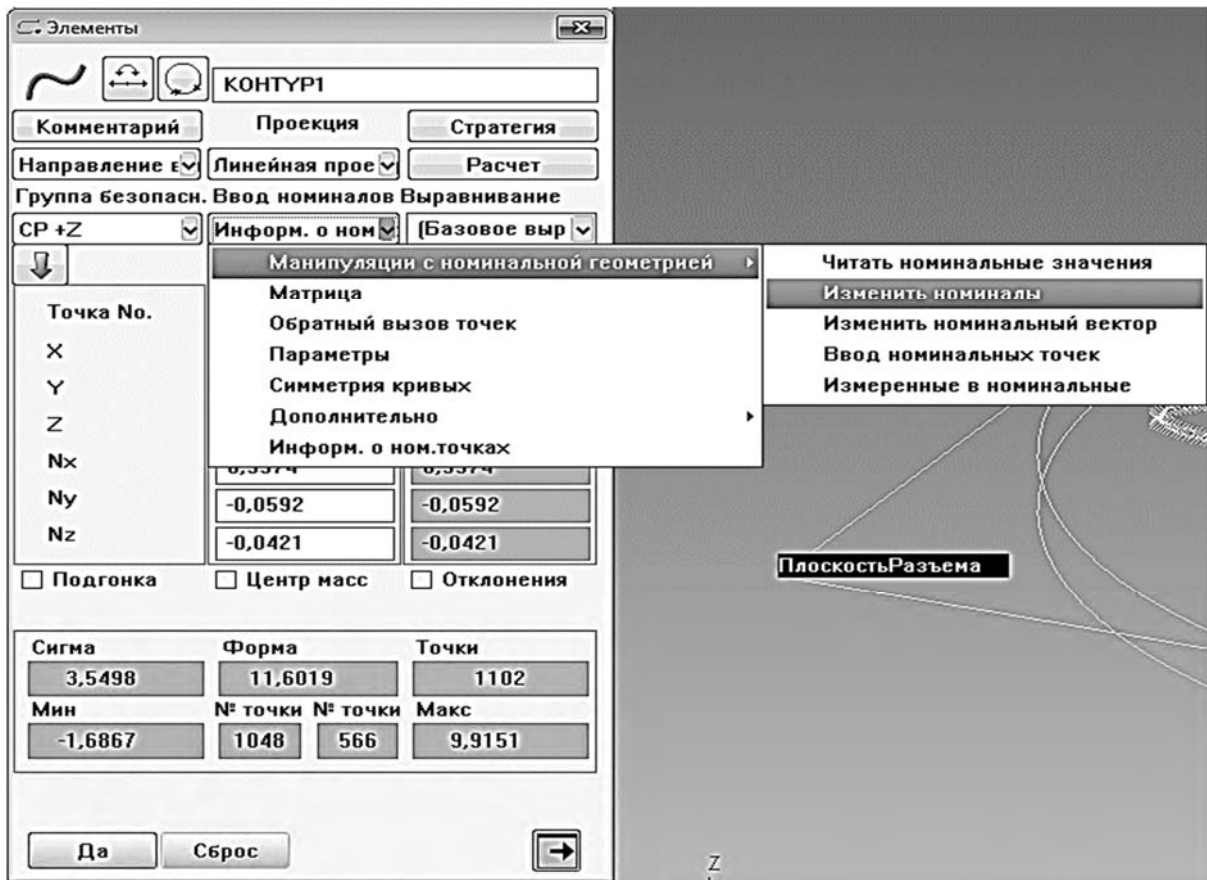 Элементы
КОНТУР1
Комментарий Проекция Стратегия
Направление в Линейная прое Расчет
Группа безопасн. Ввод номиналов Выравнивание
СР +Z Информ. о ном (Базовое выр
Манипуляции с номинальной геометрией Читать номинальные значения
Матрица Изменить номиналы
Обратный вызов точек Изменить номинальный вектор
Параметры Ввод номинальных точек
Симметрия кривых Измеренные в номинальные
Дополнительно
Информ. о ном.точках
Точка No.
X
Y
Z
Nx
Ny -0,0592 -0,0592
Nz -0,0421 -0,0421
ПлоскостьРазъема
Подгонка Центр масс Отклонения
Сигма Форма Точки
3,5498 11,6019 1102
Мин № точки № точки Макс
-1,6867 1048 566 9,9151
Да Сброс
Z